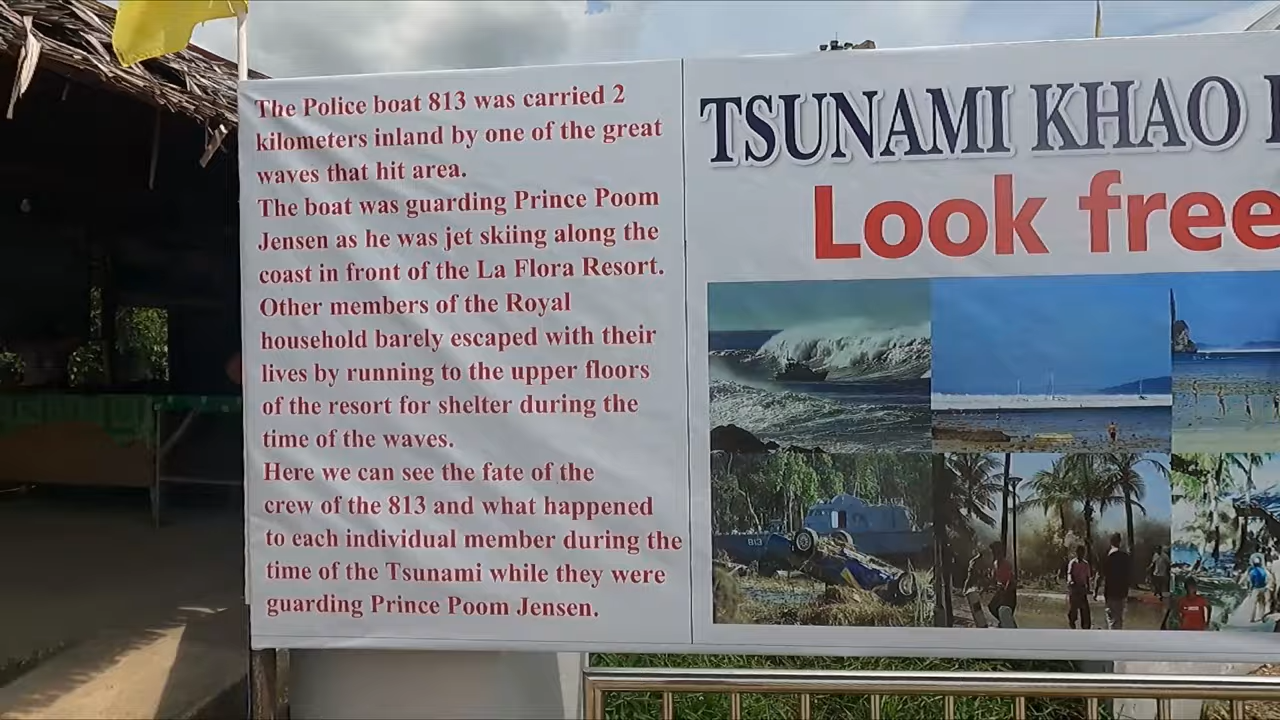 The Police boat 813 was carried 2
kilometers inland by one of the great
waves that hit area.
The boat was guarding Prince Poom
Jensen as he was jet skiing along the
coast in front of the La Flora Resort.
Other members of the Royal
household barely escaped with their
lives by running to the upper floors
of the resort for shelter during the
time of the waves.
Here we can see the fate of the
crew of the 813 and what happened
to each individual member during the
time of the Tsunami while they were
guarding Prince Poom Jensen.
TSUNAMI KHAO
Look free
813